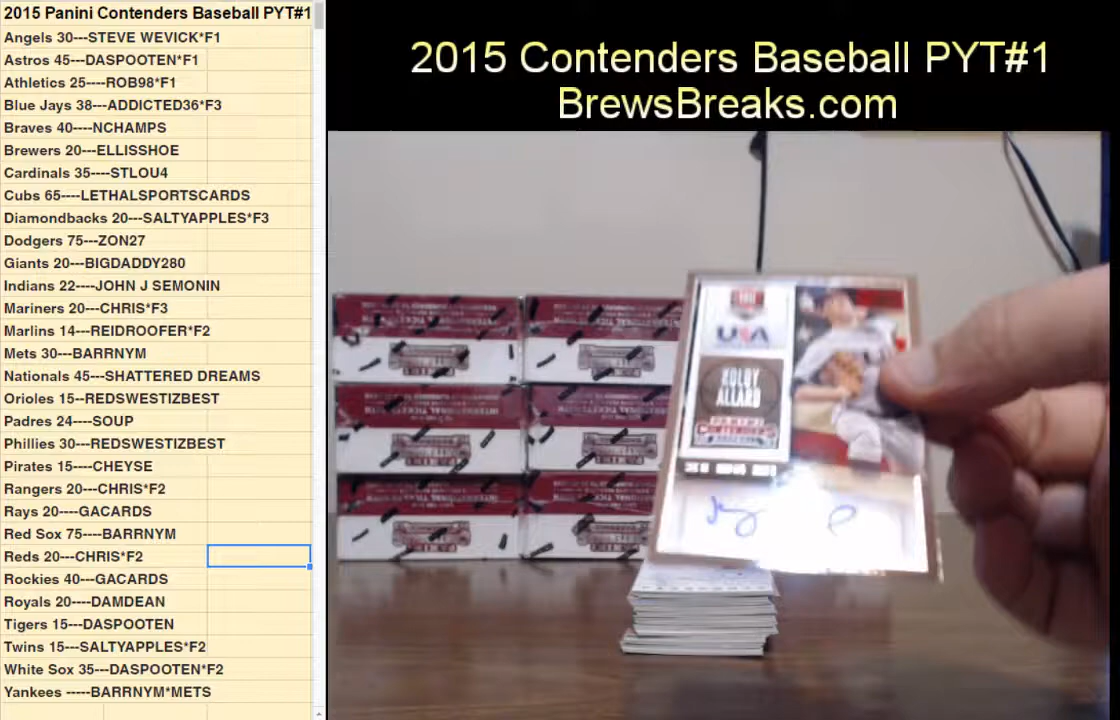 2015 Panini Contenders Baseball PYT#1
Angels 30---STEVE WEVICK*F1
Astros 45----DASPOOTEN*F1
Athletics 25----ROB98*F1
Blue Jays 38---ADDICTED36*F3
Braves 40----NCHAMPS
Brewers 20---ELLISSHOE
Cardinals 35----STLOU4
Cubs 65----LETHALSPORTSCARDS
Diamondbacks 20---SALTYAPPLES*F3
Dodgers 75---ZON27
Giants 20---BIGDADDY280
Indians 22----JOHN J SEMONIN
Mariners 20---CHRIS*F3
Marlins 14---REIDROOFER*F2
Mets 30---BARRNYM
Nationals 45---SHATTERED DREAMS
Orioles 15---REDSWESTIZBEST
Padres 24----SOUP
Phillies 30----REDSWESTIZBEST
Pirates 15----CHEYSE
Rangers 20---CHRIS*F2
Rays 20----GACARDS
Red Sox 75----BARRNYM
Reds 20---CHRIS*F2
Rockies 40---GACARDS
Royals 20----DAMDEAN
Tigers 15----DASPOOTEN
Twins 15----SALTYAPPLES*F2
White Sox 35---DASPOOTEN*F2
Yankees -----BARRNYM*METS
2015 Contenders Baseball PYT#1
BrewsBreaks.com
USA
KOLBY
ALLARD
PANINI